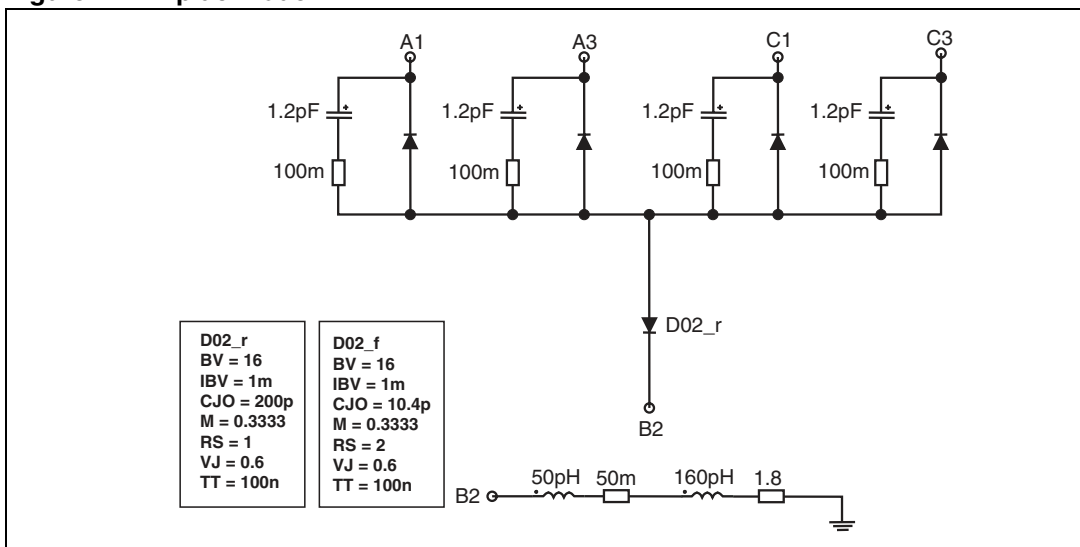 A1 A3 C1 C3
1.2pF 1.2pF 1.2pF 1.2pF
100m 100m 100m 100m
D02_r
B2
D02_r
BV = 16
IBV = 1m
CJO = 200p
M = 0.3333
RS = 1
VJ = 0.6
TT = 100n
D02_f
BV = 16
IBV = 1m
CJO = 10.4p
M = 0.3333
RS = 2
VJ = 0.6
TT = 100n
B2 50pH 50m 160pH 1.8